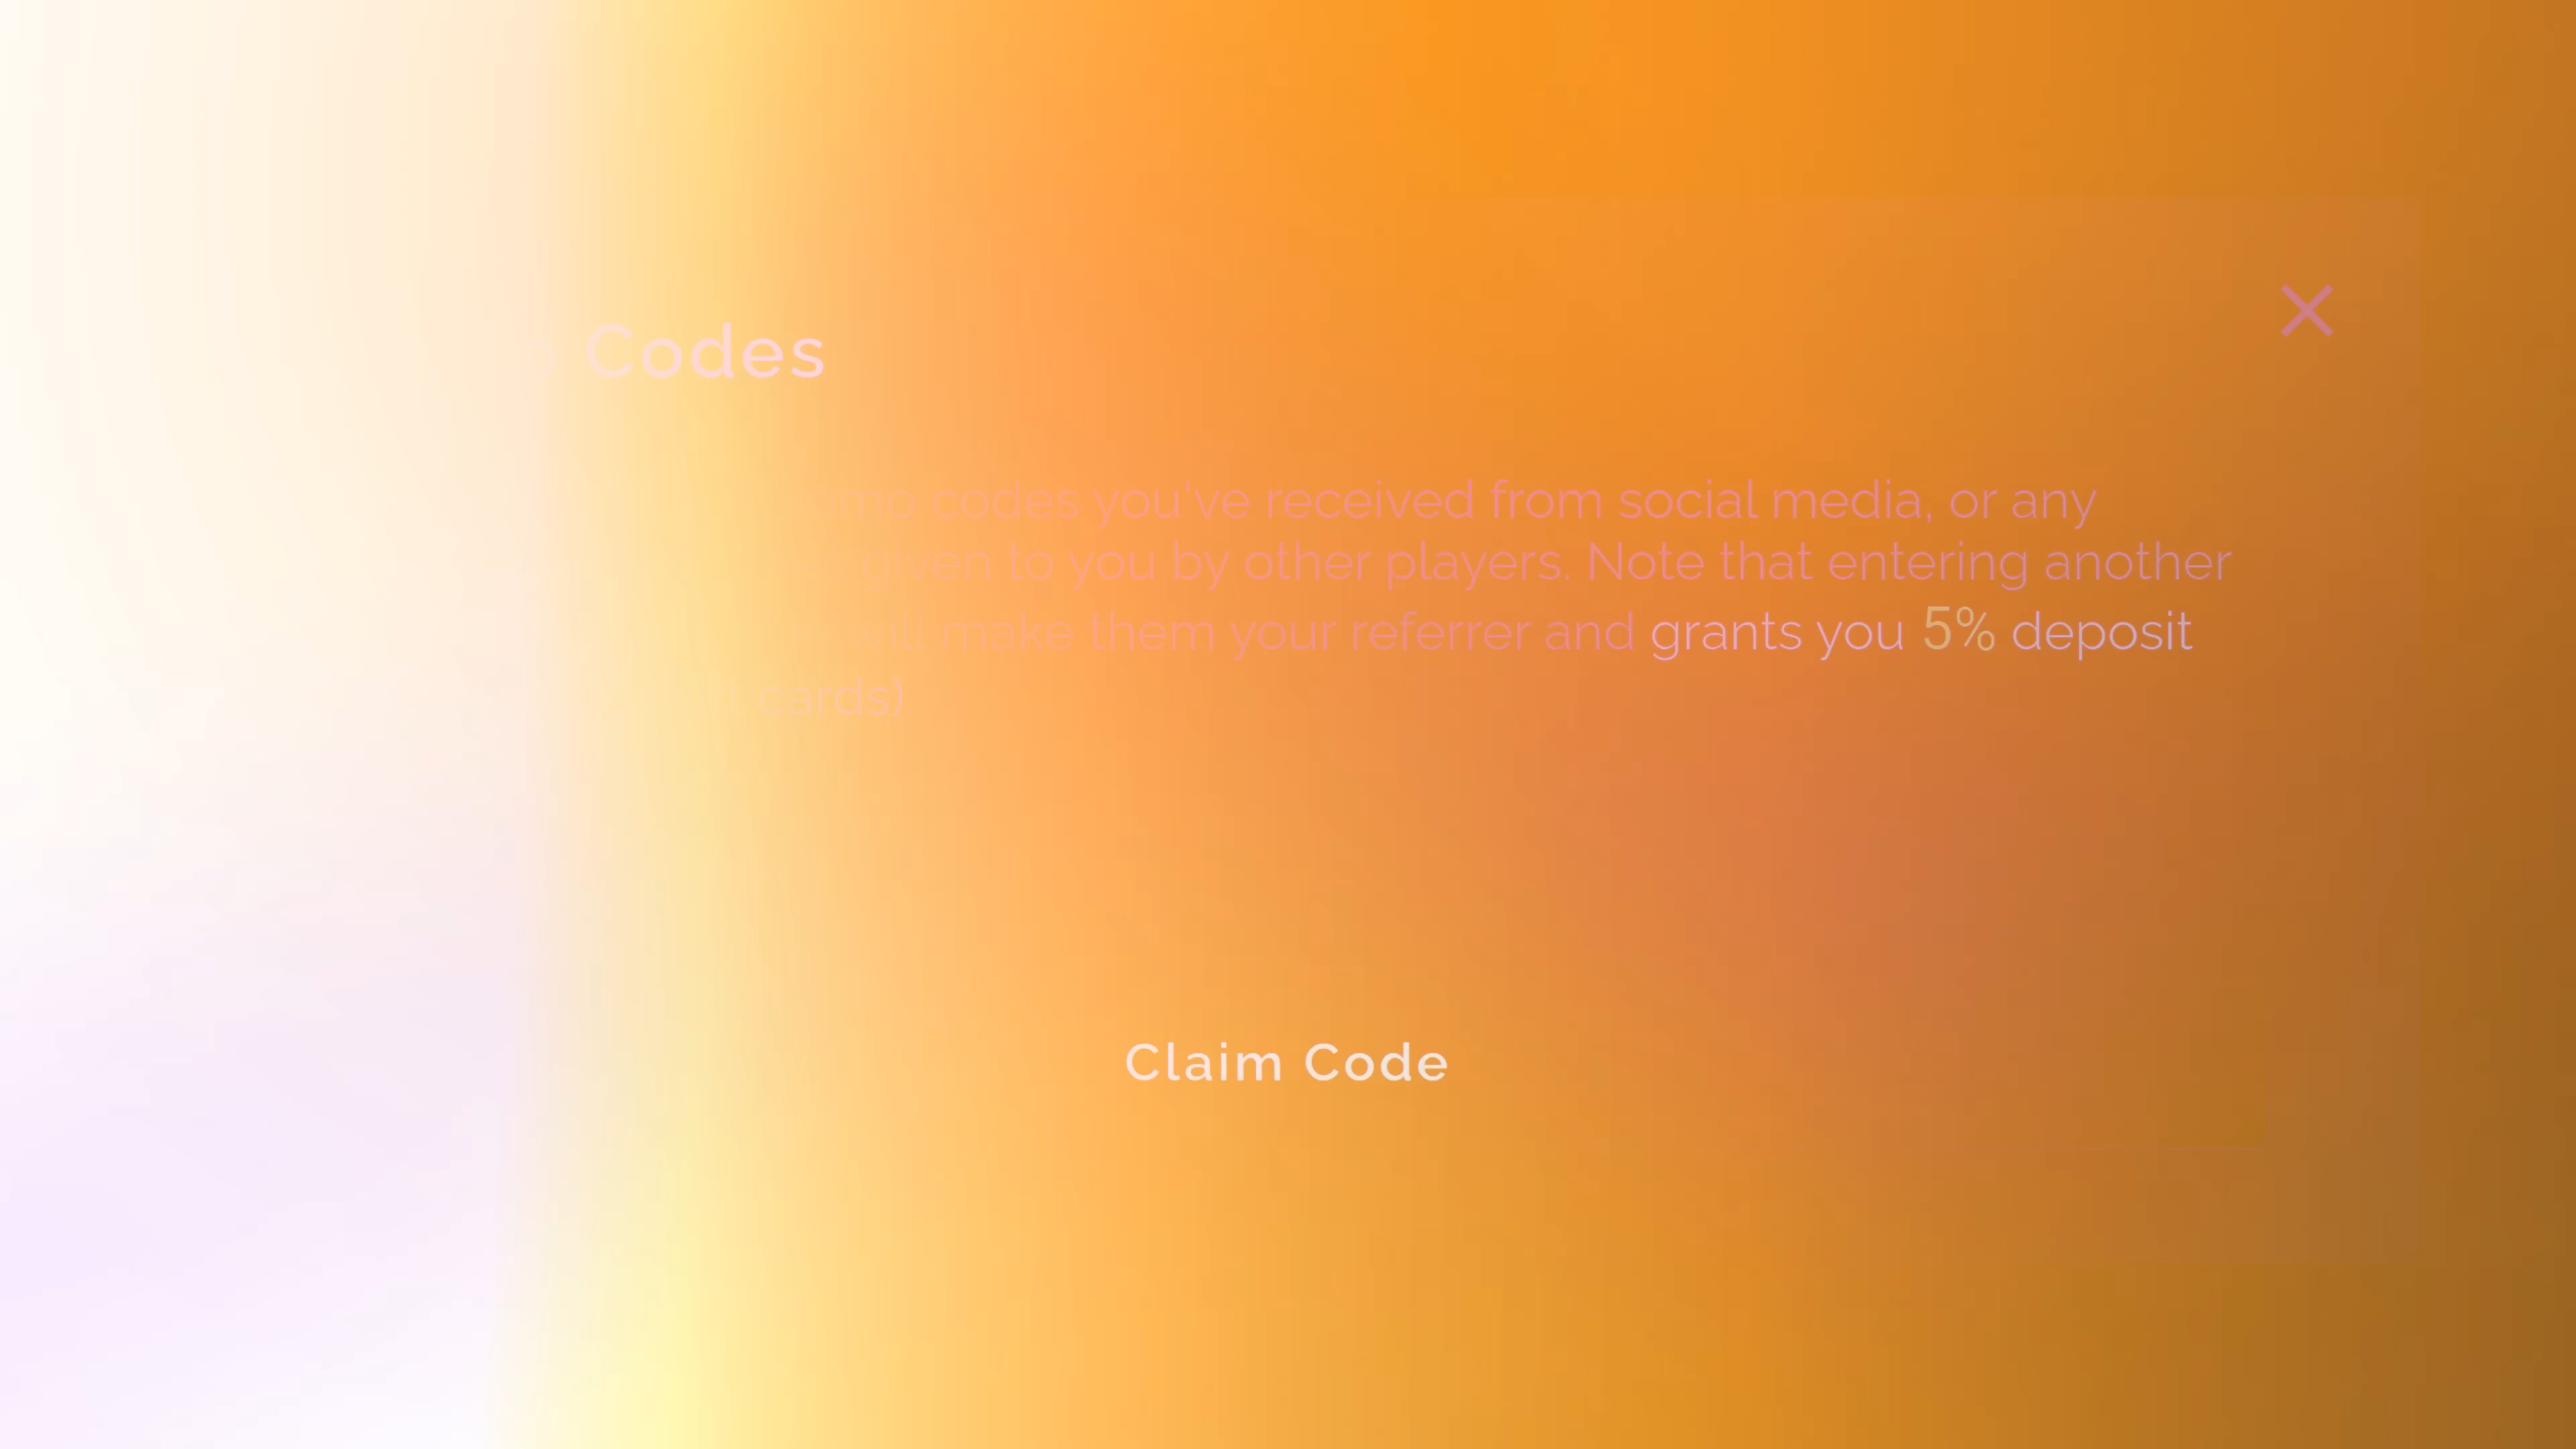 Codes
codes you've received from social media, or any
given to you by other players. Note that entering another
will make them your referrer and grants you 5% deposit
cards)
Claim Code